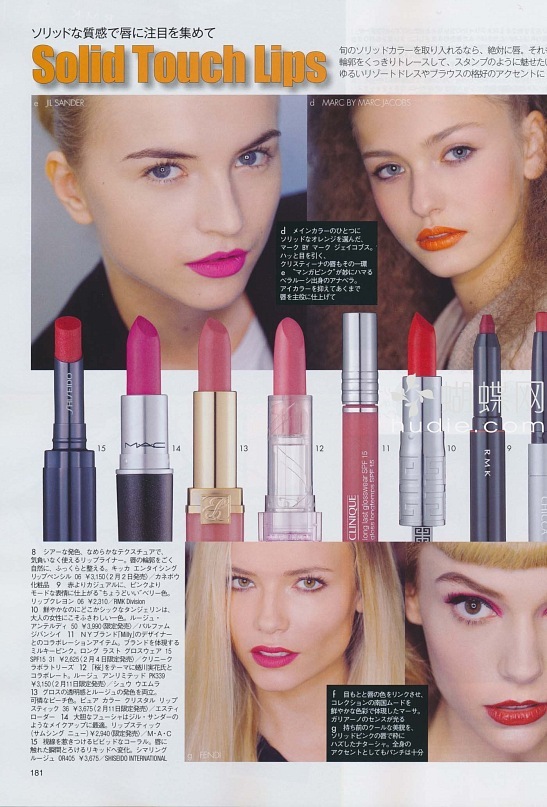 ソリッドな質感で唇に注目を集めて
Solid Touch Lips
旬のソリッドカラーを取り入れるなら、絶対に唇。それも
輪郭をくっきりトレースして、スタンプのように魅せたい
ゆるいリゾートドレスやブラウスの格好のアクセントに
e JIL SANDER
d MARC BY MARC JACOBS
d メインカラーのひとつに
ソリッドなオレンジを選んだ、
マーク BY マーク ジェイコブス。
ハッと目を引く、
クリスティーナの唇もその一環
e “マンガピンク”が妙にハマる
ベラルーシ出身のアナベラ。
アイカラーを抑えてあくまで
唇を主役に仕上げて
SHISEIDO
MAC
CLINIQUE
long last glosswear SPF 15
RMK
15
14
13
12
11
10
9
蝴蝶网
hudie.com
8 シアーな発色、なめらかなテクスチュアで、
気負いなく使えるリップライナー。唇の輪郭をごく
自然に、ふっくらと整える。キッカ エンタイシング
リップペンシル 06 ¥3,150(2月2日発売)/カネボウ
化粧品 9 赤よりカジュアルに、ピンクより
モードな表情に仕上がる“ちょうどいい”ベリー色。
リップクレヨン 06 ¥2,310/RMK Division
10 鮮やかなのにどこかシックなタンジェリンは、
大人の女性にこそふさわしい一色。ルージュ・
アンテルディ 50 ¥3,990(限定発売)/パルファム
ジバンシイ 11 NYブランド「Milly」のデザイナー
とのコラボレーションアイテム。ブランドを体現する
ミルキーピンク。ロング ラスト グロスウェア 15
SPF15 31 ¥2,625(2月4日限定発売)/クリニーク
ラボラトリーズ 12 「桜」をテーマに蜷川実花氏と
コラボレート。ルージュ アンリミテッド PK339
¥3,150(2月11日限定発売)/シュウ ウエムラ
13 グロスの透明感とルージュの発色を両立。
可憐なピーチ色。ピュア カラー クリスタル リップ
スティック 36 ¥3,675(2月11日限定発売)/エスティ
ローダー 14 大胆なフューシャはジル・サンダーの
ようなメイクアップに最適。リップスティック
(サムシング ニュー)¥2,940(限定発売)/M・A・C
15 視線を惹きつけるビビッドなコーラル。唇に
触れた瞬間とろけるリキッドへ変化。シマリング
ルージュ OR405 ¥3,675/SHISEIDO INTERNATIONAL
f 目もとと唇の色をリンクさせ、
コレクションの南国ムードを
鮮やかな色彩で体現したマーサ。
ガリアーノのセンスが光る
g 持ち前のクールな美貌を、
ソリッドピンクの唇で粋に
ハズしたナターシャ。全身の
アクセントとしてもパンチは十分
g FENDI
181